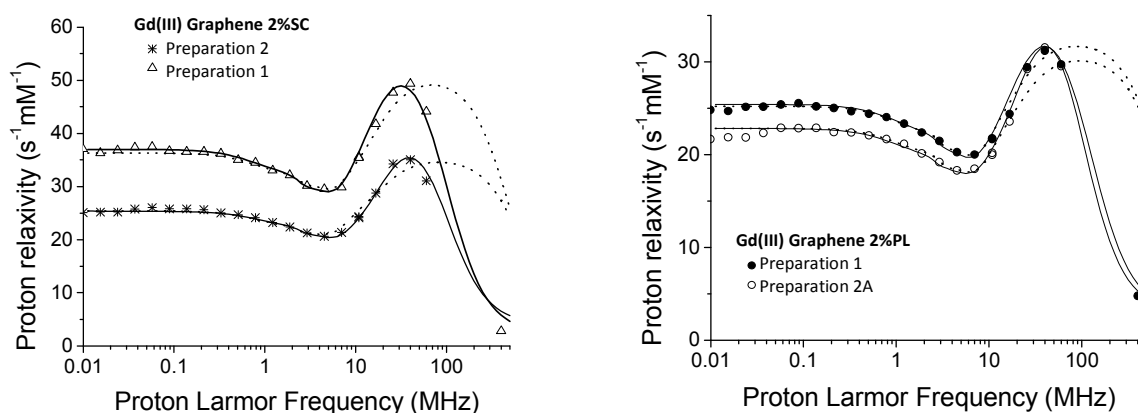 Gd(III) Graphene 2%SC
Preparation 2
Preparation 1
Proton relaxivity (s⁻¹mM⁻¹)
60
50
40
30
20
10
0
0.01 0.1 1 10 100
Proton Larmor Frequency (MHz)
Gd(III) Graphene 2%PL
Preparation 1
Preparation 2A
Proton relaxivity (s⁻¹mM⁻¹)
30
20
10
0
0.01 0.1 1 10 100
Proton Larmor Frequency (MHz)